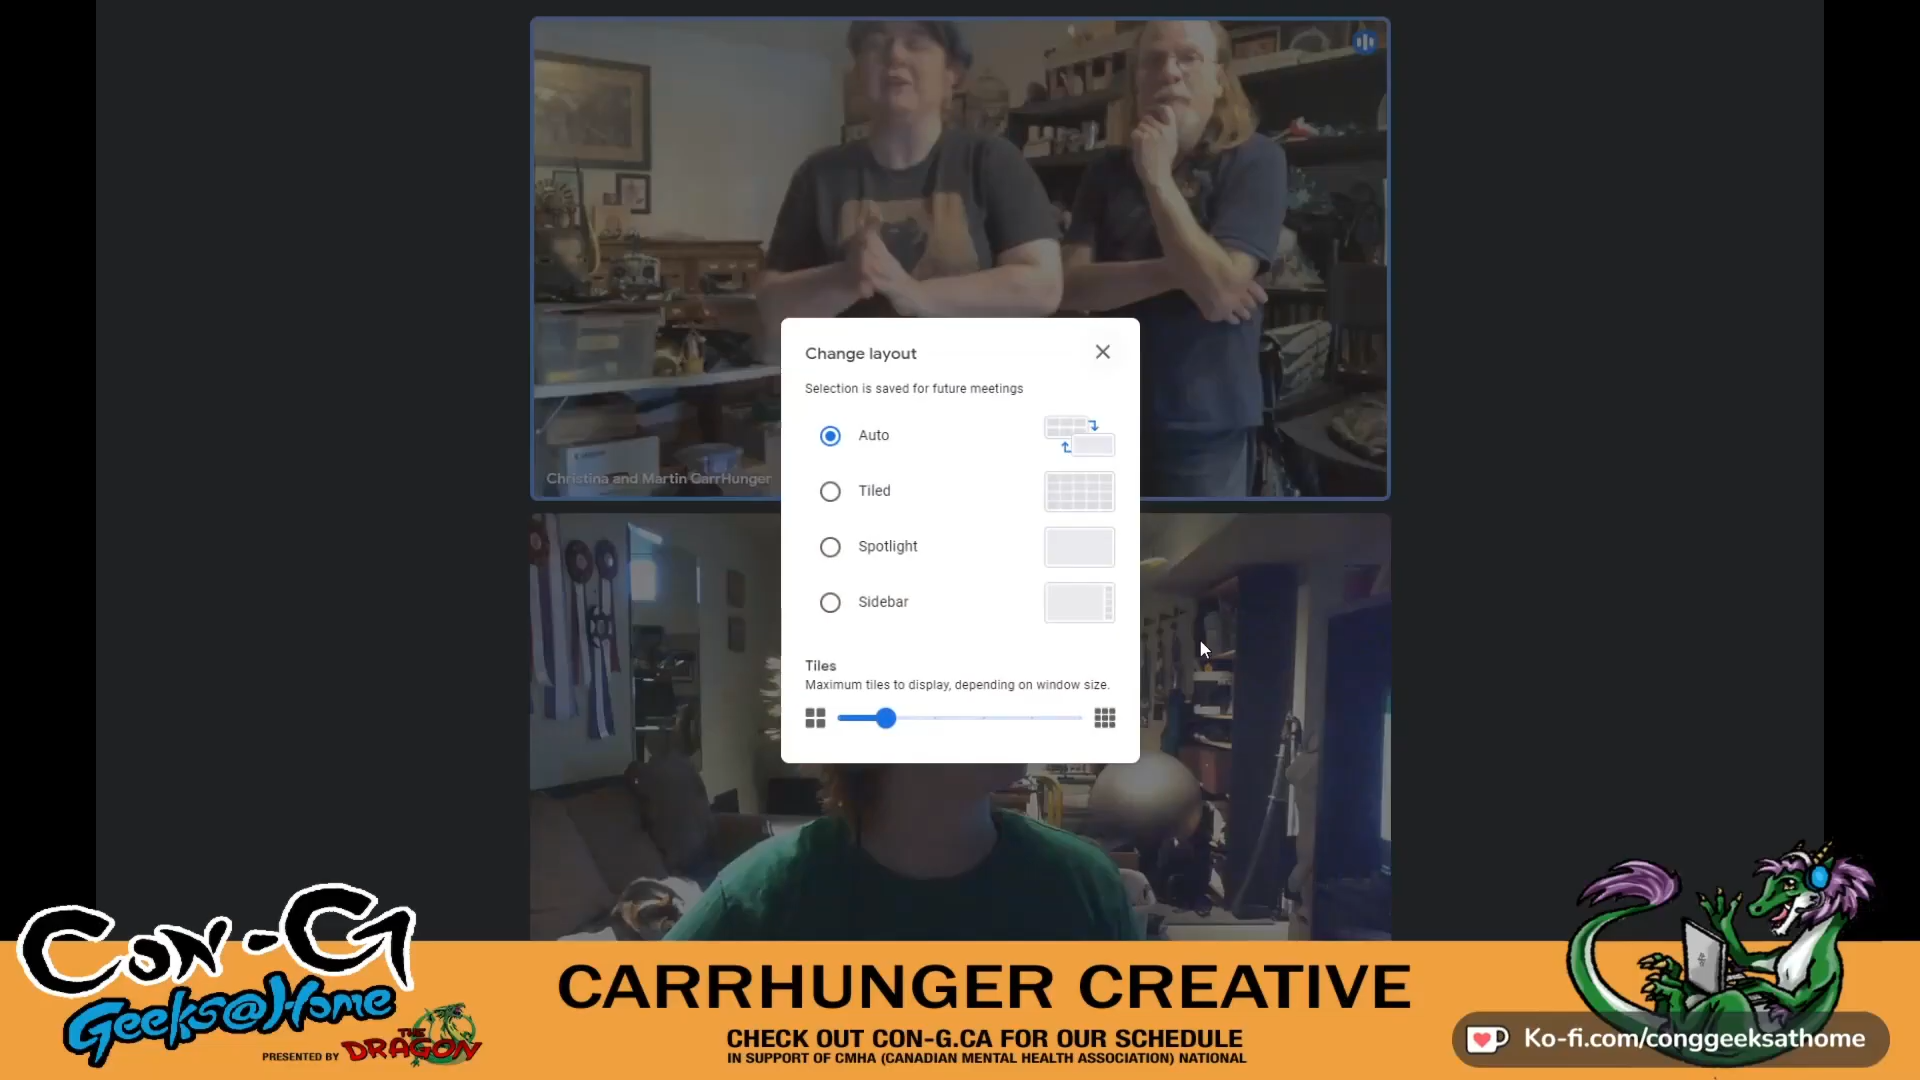 Change layout
Selection is saved for future meetings
Auto
Tiled
Spotlight
Sidebar
Christina and Martin CarrHunger
Tiles
Maximum tiles to display, depending on window size.
CON-G
Geeks@Home
PRESENTED BY THE DRAGON
CARRHUNGER CREATIVE
CHECK OUT CON-G.CA FOR OUR SCHEDULE
IN SUPPORT OF CMHA (CANADIAN MENTAL HEALTH ASSOCIATION) NATIONAL
Ko-fi.com/conggeeksathome